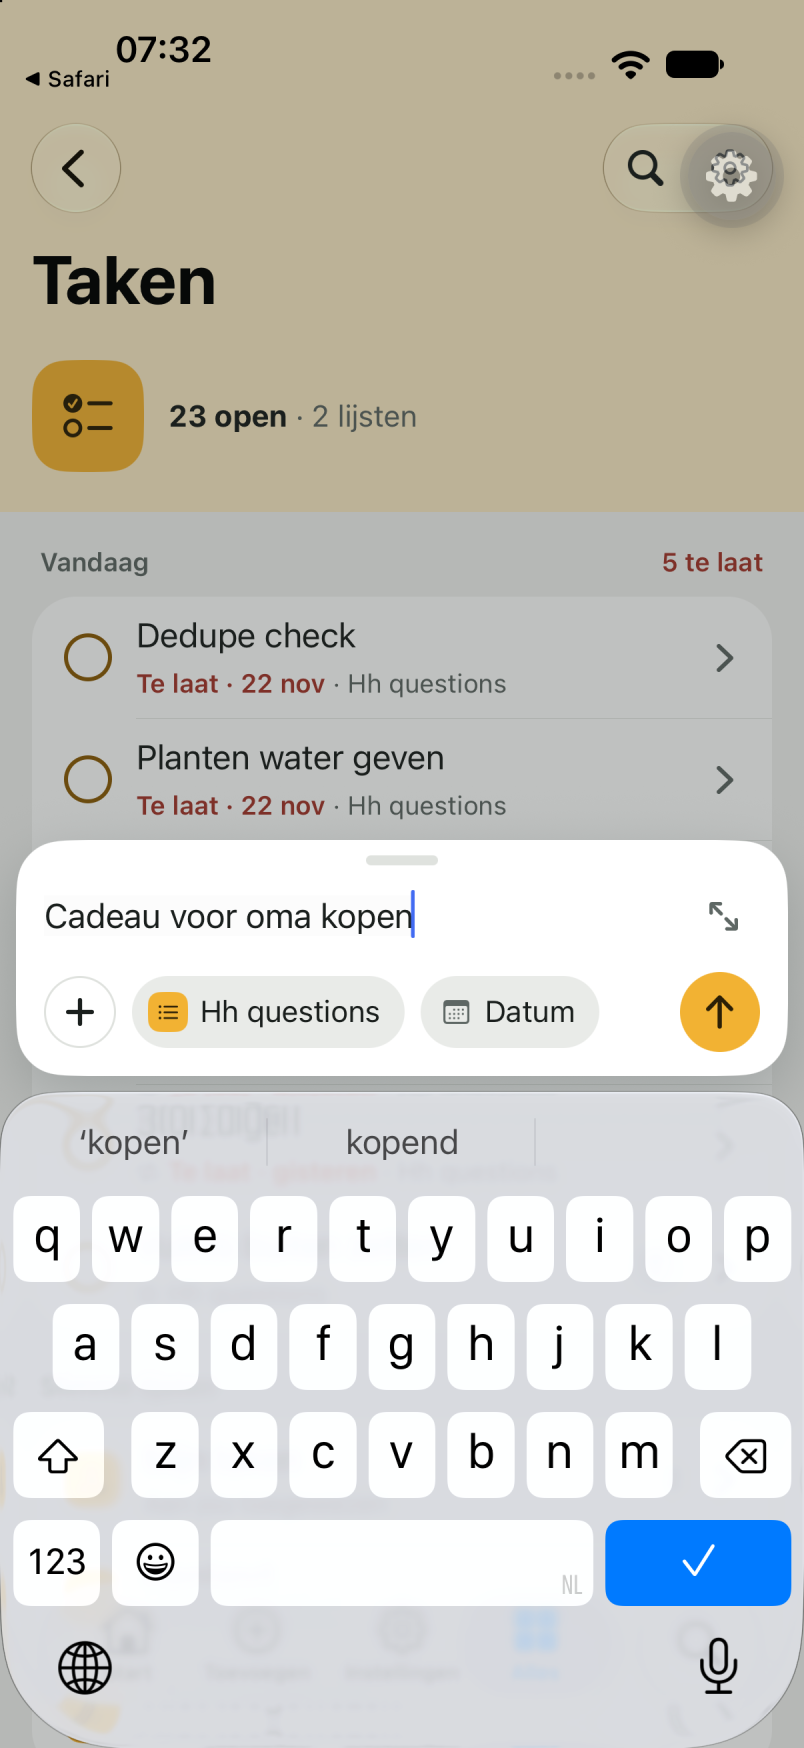 07:32
◀ Safari
Taken
23 open · 2 lijsten
Vandaag
5 te laat
Dedupe check
Te laat · 22 nov · Hh questions
Planten water geven
Te laat · 22 nov · Hh questions
Cadeau voor oma kopen
Hh questions
Datum
‘kopen’
kopend
q w e r t y u i o p
a s d f g h j k l
z x c v b n m
123
NL